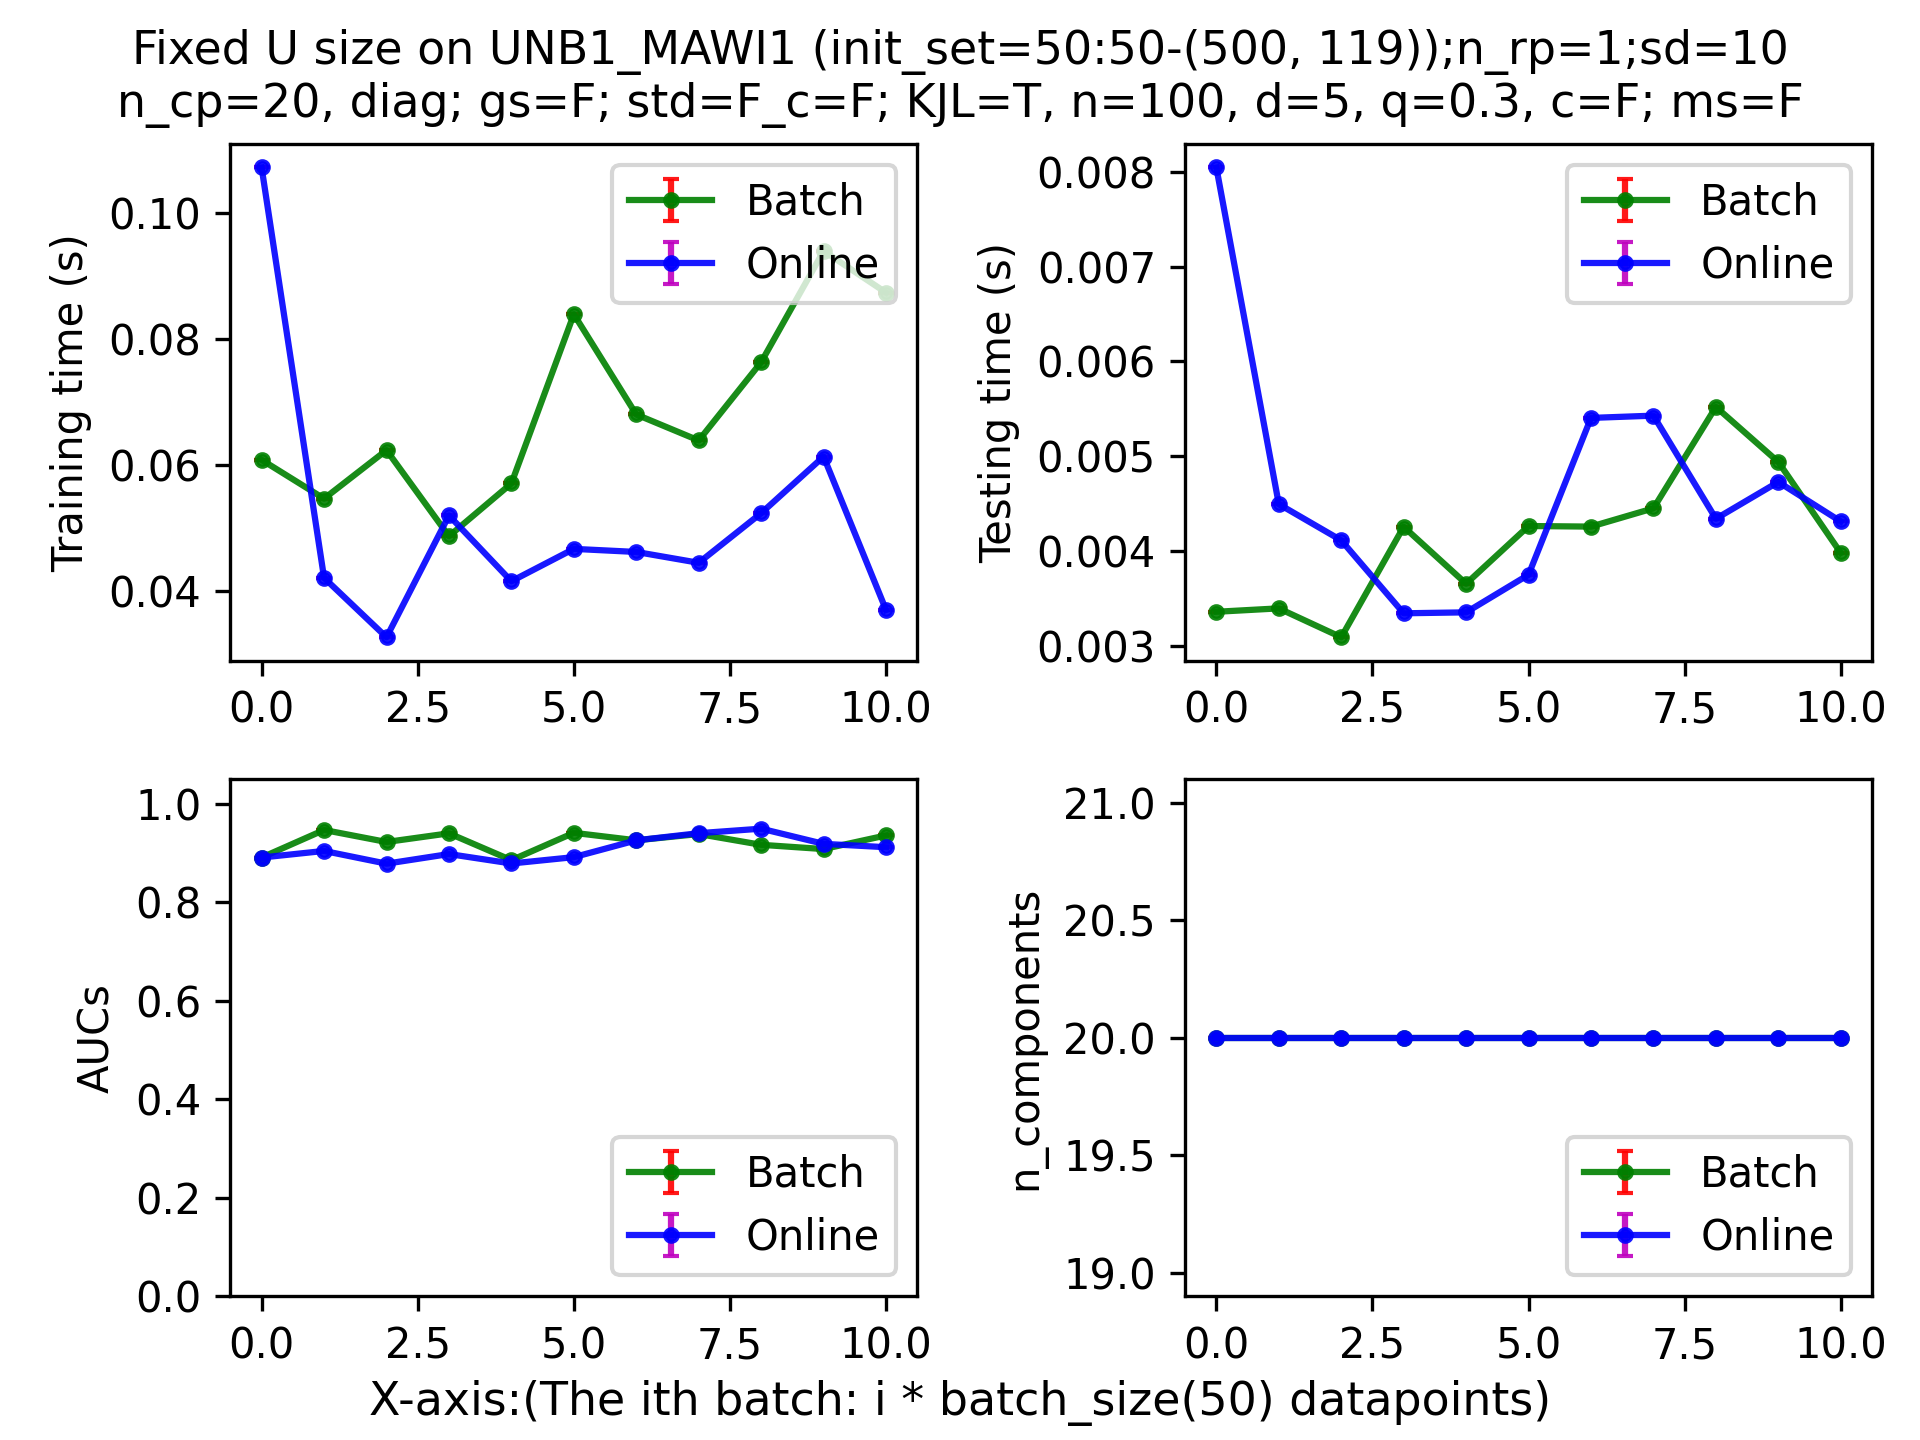 Fixed U size on UNB1_MAWI1 (init_set=50:50-(500, 119));n_rp=1;sd=10
n_cp=20, diag; gs=F; std=F_c=F; KJL=T, n=100, d=5, q=0.3, c=F; ms=F
Training time (s)
0.10
0.08
0.06
0.04
0.0 2.5 5.0 7.5 10.0
Batch
Online
Testing time (s)
0.008
0.007
0.006
0.005
0.004
0.003
0.0 2.5 5.0 7.5 10.0
Batch
Online
AUCs
1.0
0.8
0.6
0.4
0.2
0.0
0.0 2.5 5.0 7.5 10.0
Batch
Online
n_components
21.0
20.5
20.0
19.5
19.0
0.0 2.5 5.0 7.5 10.0
Batch
Online
X-axis:(The ith batch: i * batch_size(50) datapoints)